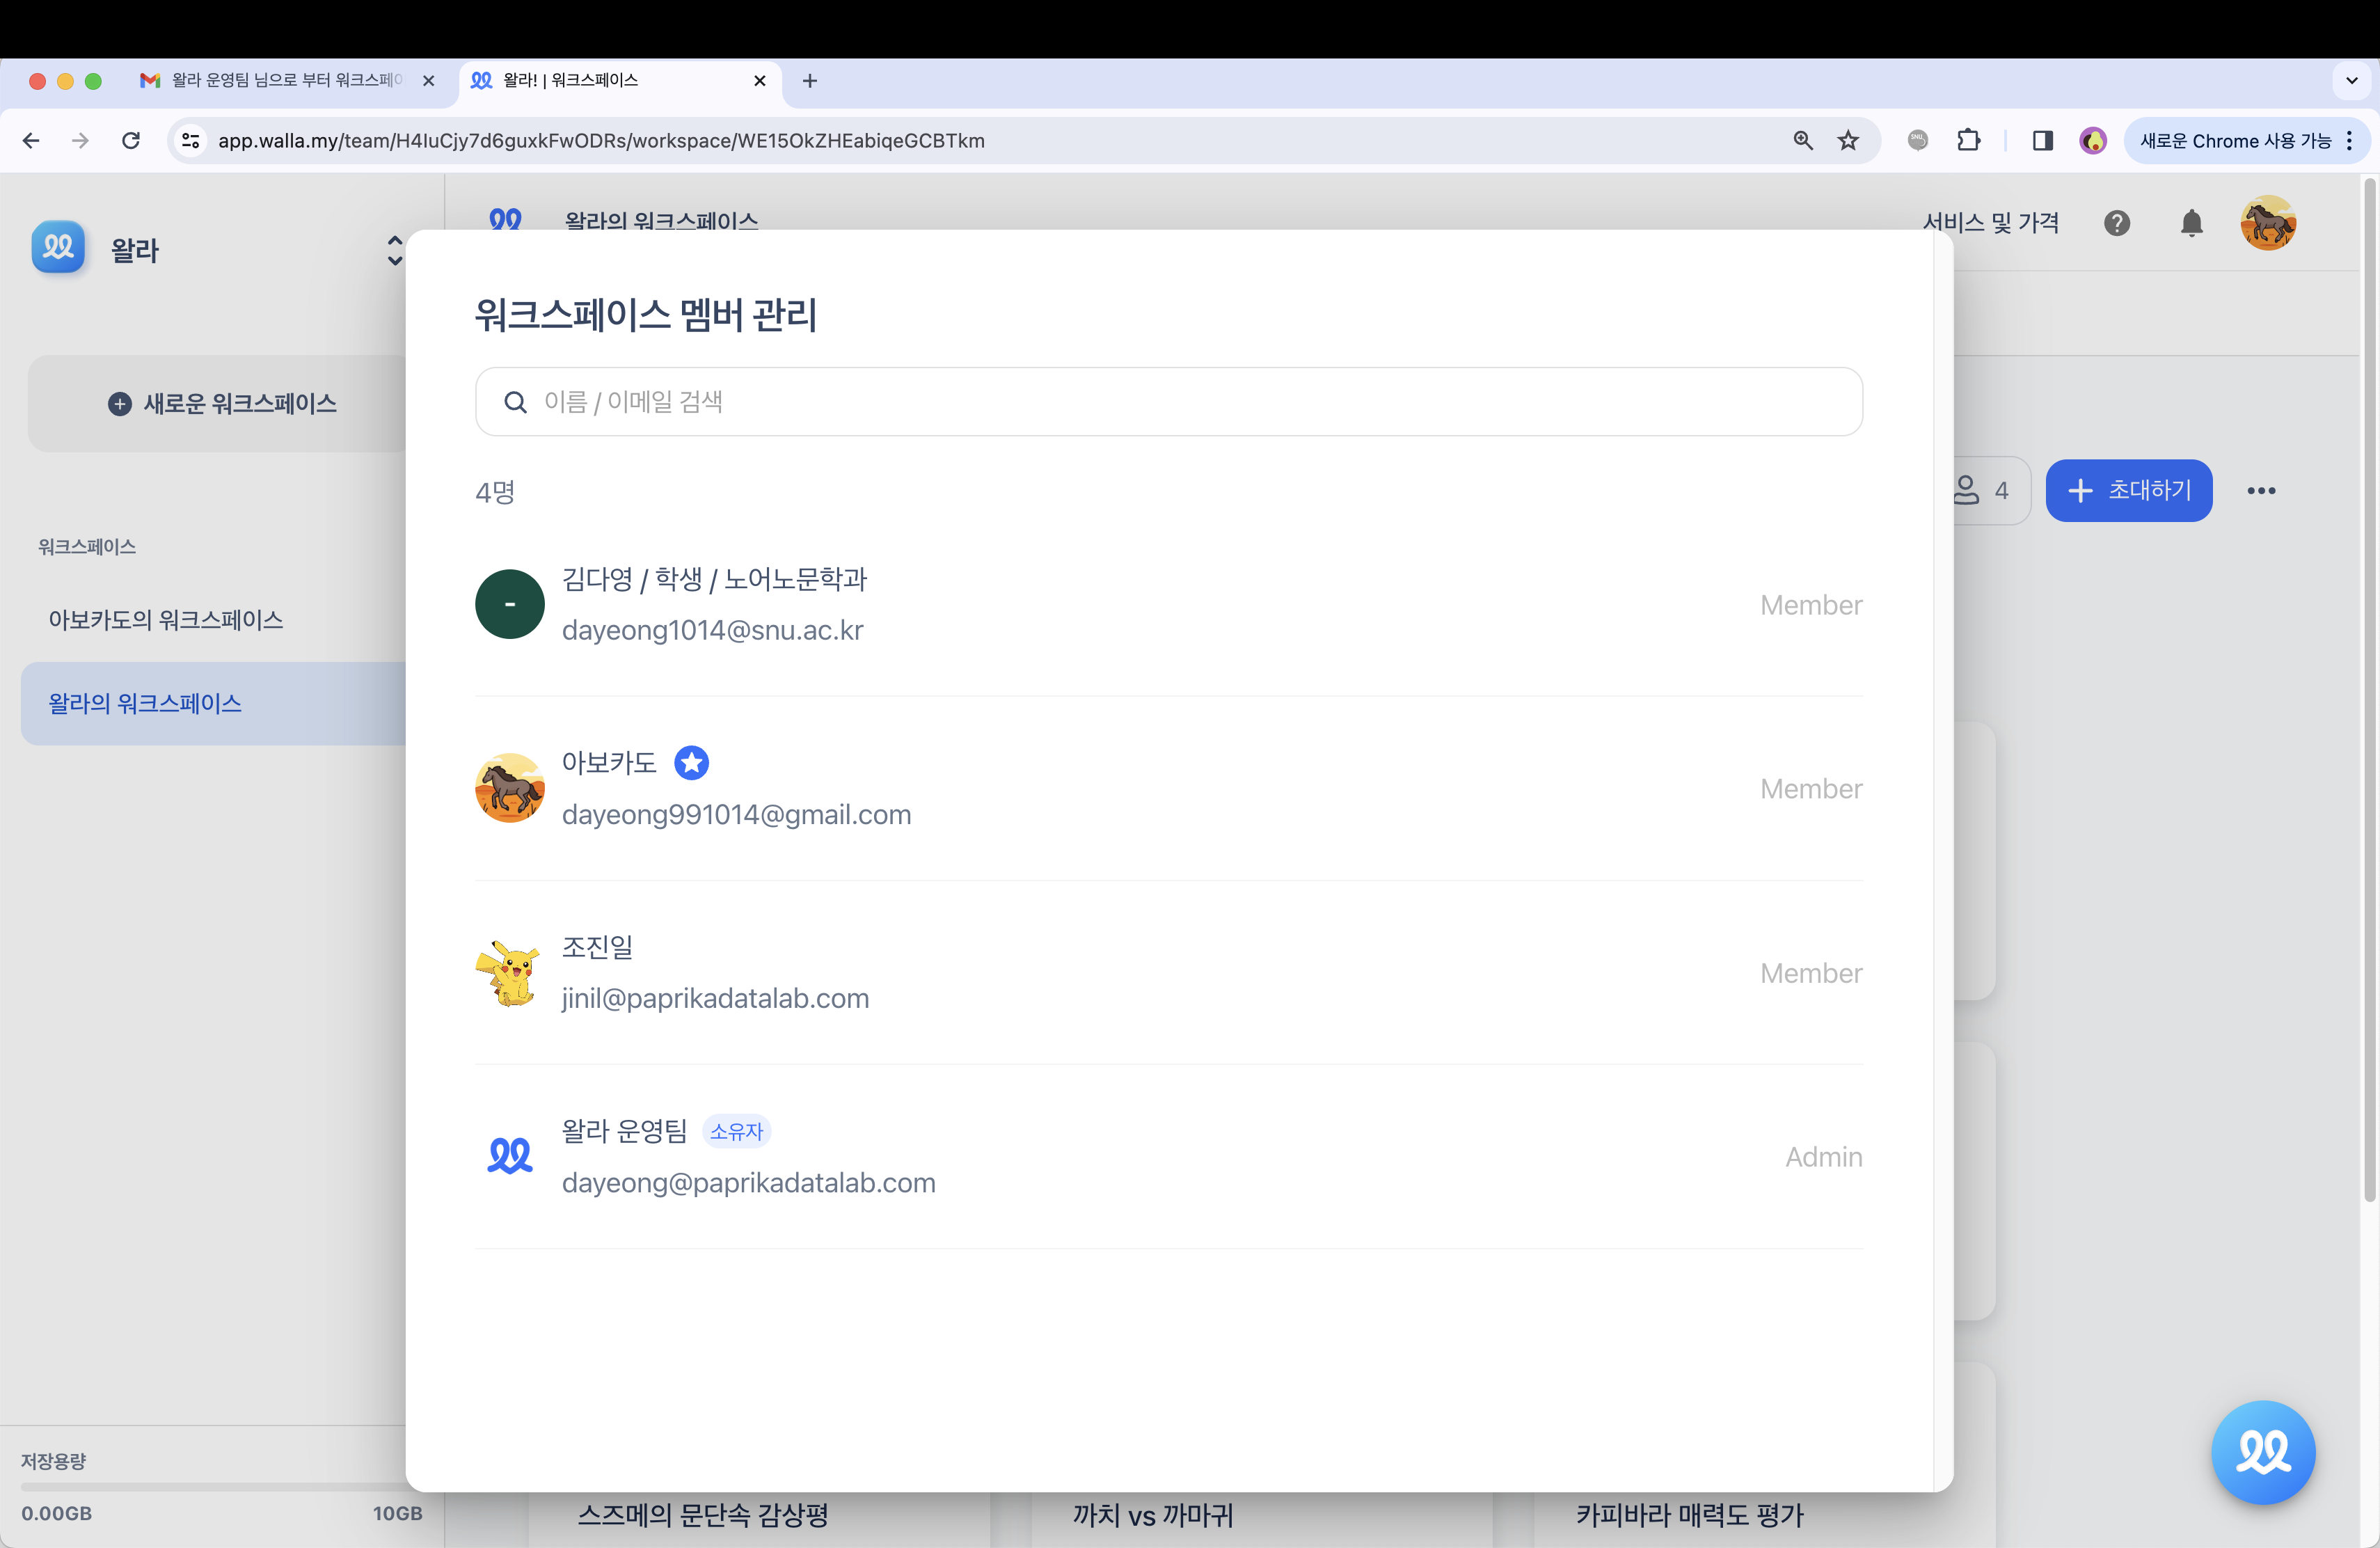 왈라 운영팀 님으로 부터 워크스페이
왈라! | 워크스페이스
app.walla.my/team/H4IuCjy7d6guxkFwODRs/workspace/WE15OkZHEabiqeGCBTkm
새로운 Chrome 사용 가능
왈라
왈라의 워크스페이스
서비스 및 가격
새로운 워크스페이스
워크스페이스
아보카도의 워크스페이스
왈라의 워크스페이스
저장용량
0.00GB
10GB
4
초대하기
워크스페이스 멤버 관리
이름 / 이메일 검색
4명
-
김다영 / 학생 / 노어노문학과
dayeong1014@snu.ac.kr
Member
아보카도
dayeong991014@gmail.com
Member
조진일
jinil@paprikadatalab.com
Member
왈라 운영팀 소유자
dayeong@paprikadatalab.com
Admin
스즈메의 문단속 감상평
까치 vs 까마귀
카피바라 매력도 평가